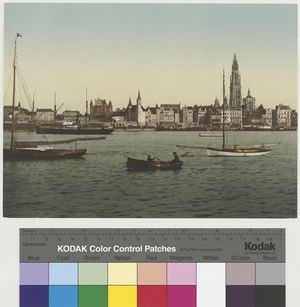 KODAK Color Control Patches
Kodak
Blue Cyan Green Yellow Red Magenta White 3/Color Black